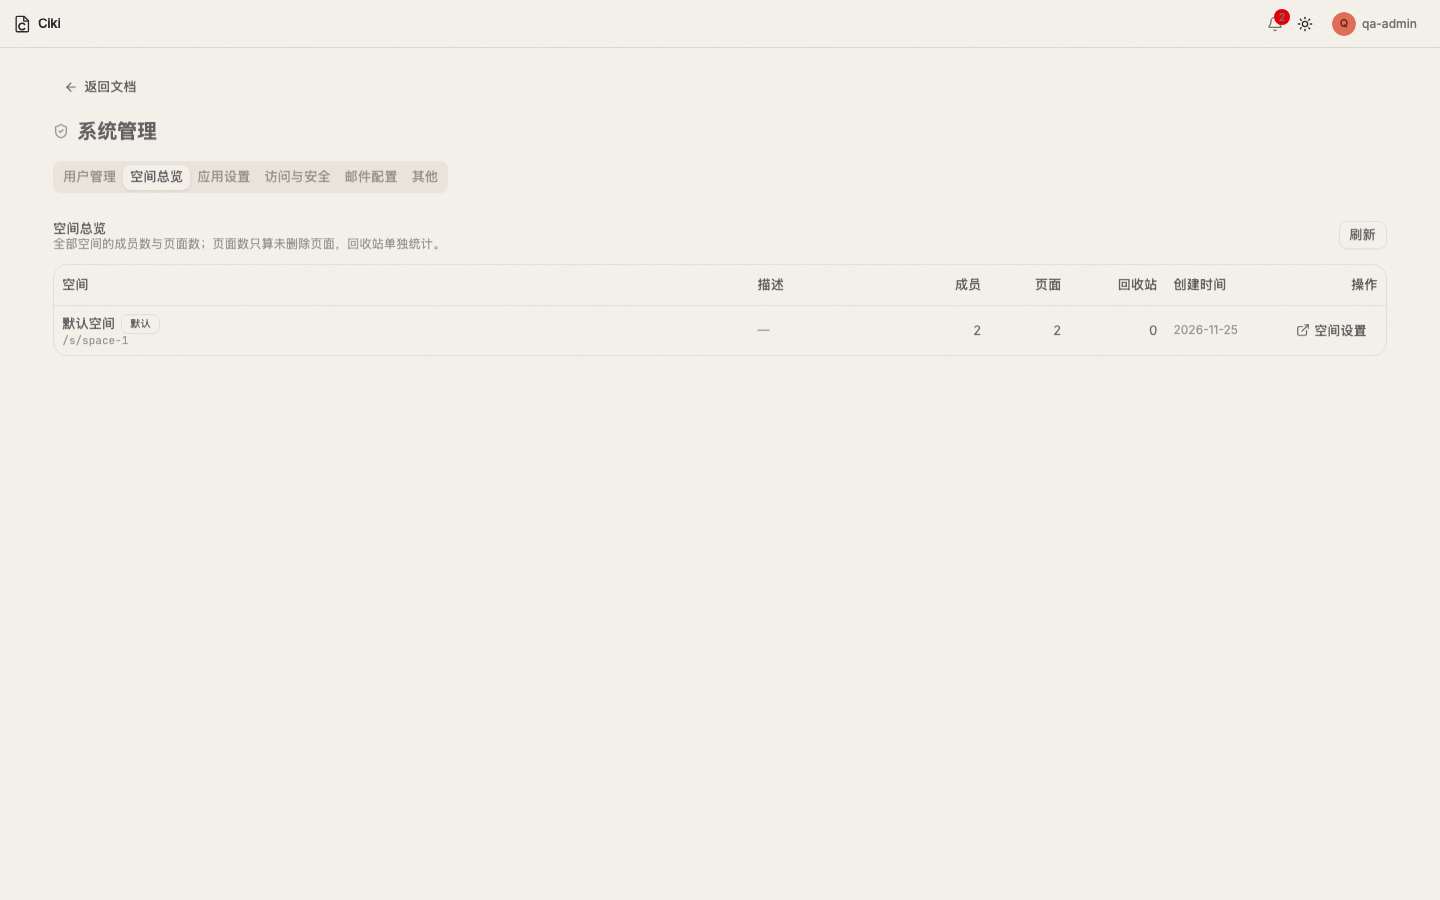 Ciki
2
Q
qa-admin
返回文档
系统管理
用户管理 空间总览 应用设置 访问与安全 邮件配置 其他
空间总览
全部空间的成员数与页面数；页面数只算未删除页面，回收站单独统计。
刷新
空间 描述 成员 页面 回收站 创建时间 操作
默认空间 默认 — 2 2 0 2026-11-25 空间设置
/s/space-1